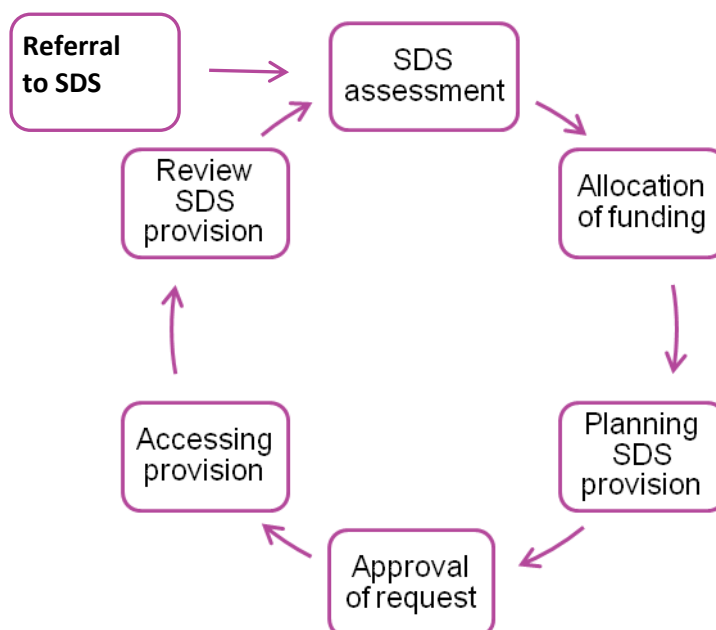 Referral
to SDS
SDS
assessment
Allocation
of funding
Planning
SDS
provision
Approval
of request
Accessing
provision
Review
SDS
provision